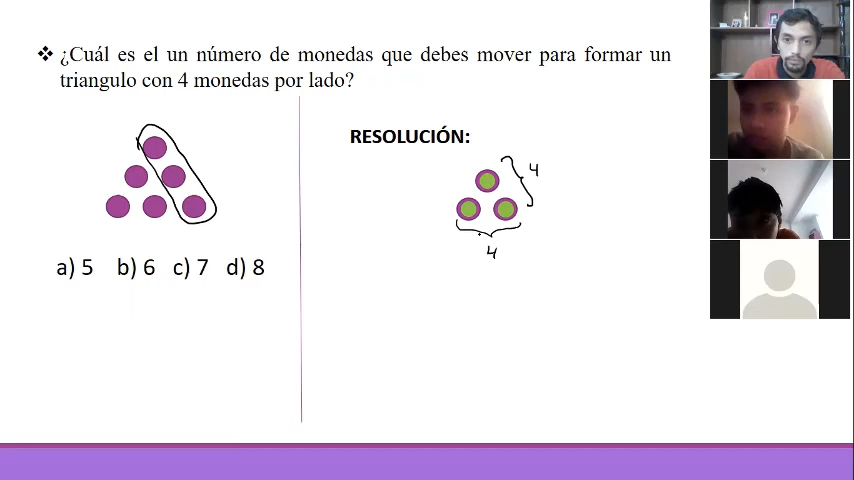 ❖ ¿Cuál es el un número de monedas que debes mover para formar un
triangulo con 4 monedas por lado?
RESOLUCIÓN:
4
4
a) 5 b) 6 c) 7 d) 8